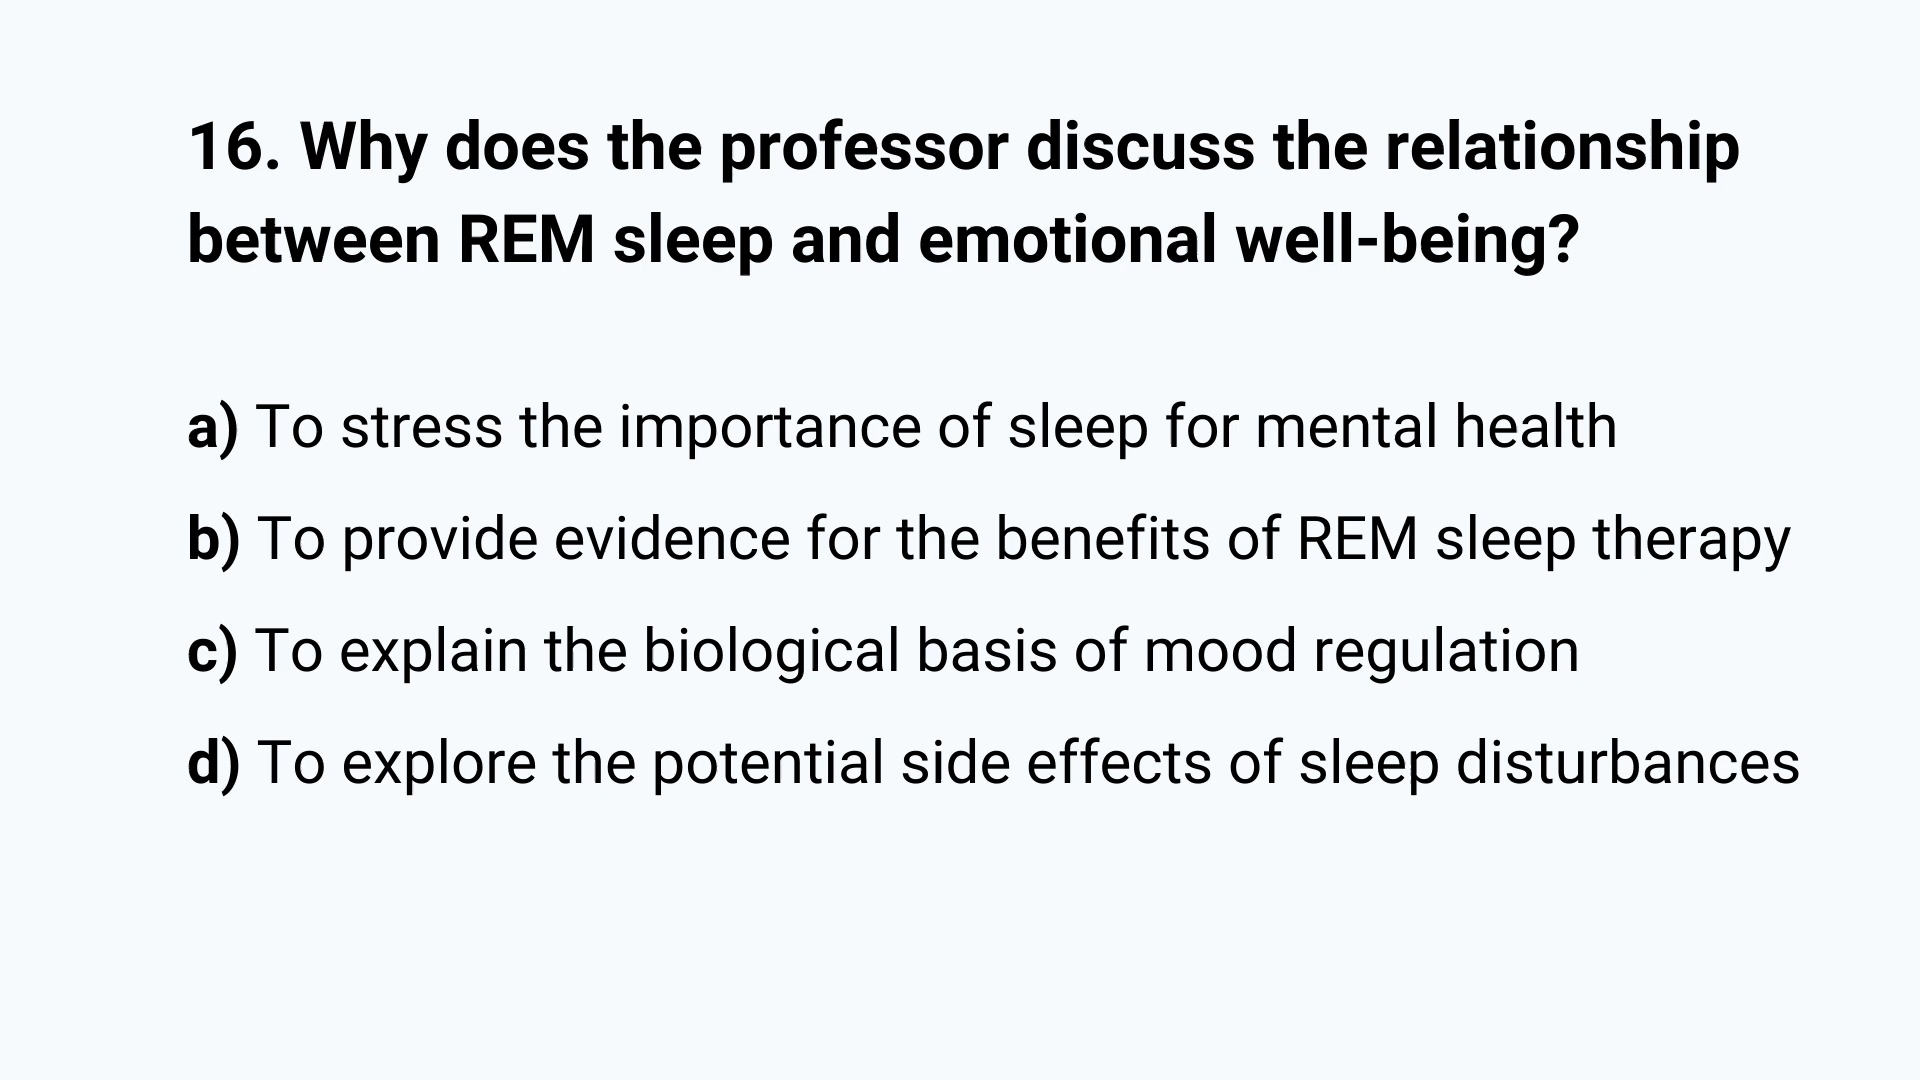 16. Why does the professor discuss the relationship
between REM sleep and emotional well-being?
a) To stress the importance of sleep for mental health
b) To provide evidence for the benefits of REM sleep therapy
c) To explain the biological basis of mood regulation
d) To explore the potential side effects of sleep disturbances